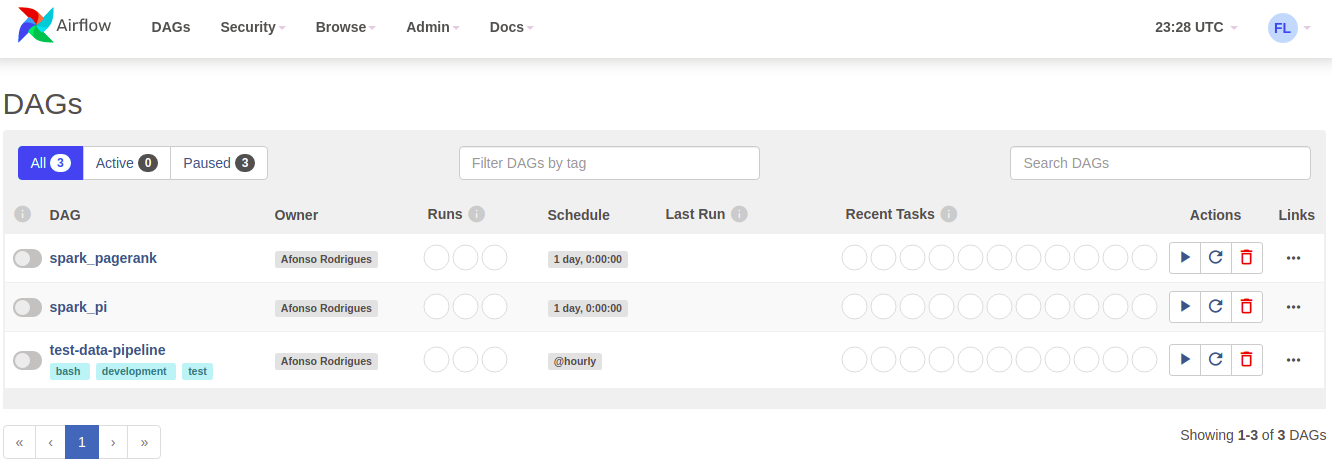 Airflow DAGs Security Browse Admin Docs 23:28 UTC FL
DAGs
All 3 Active 0 Paused 3 Filter DAGs by tag Search DAGs
i DAG Owner Runs i Schedule Last Run i Recent Tasks i Actions Links
spark_pagerank Afonso Rodrigues 1 day, 0:00:00
spark_pi Afonso Rodrigues 1 day, 0:00:00
test-data-pipeline
bash development test Afonso Rodrigues @hourly
« ‹ 1 › » Showing 1-3 of 3 DAGs